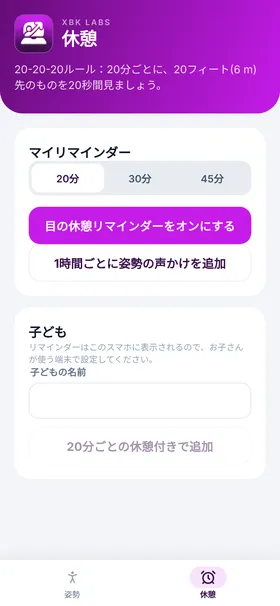 XBK LABS
休憩
20-20-20ルール：20分ごとに、20フィート(6 m)
先のものを20秒間見ましょう。
マイリマインダー
20分
30分
45分
目の休憩リマインダーをオンにする
1時間ごとに姿勢の声かけを追加
子ども
リマインダーはこのスマホに表示されるので、お子さん
が使う端末で設定してください。
子どもの名前
20分ごとの休憩付きで追加
姿勢
休憩